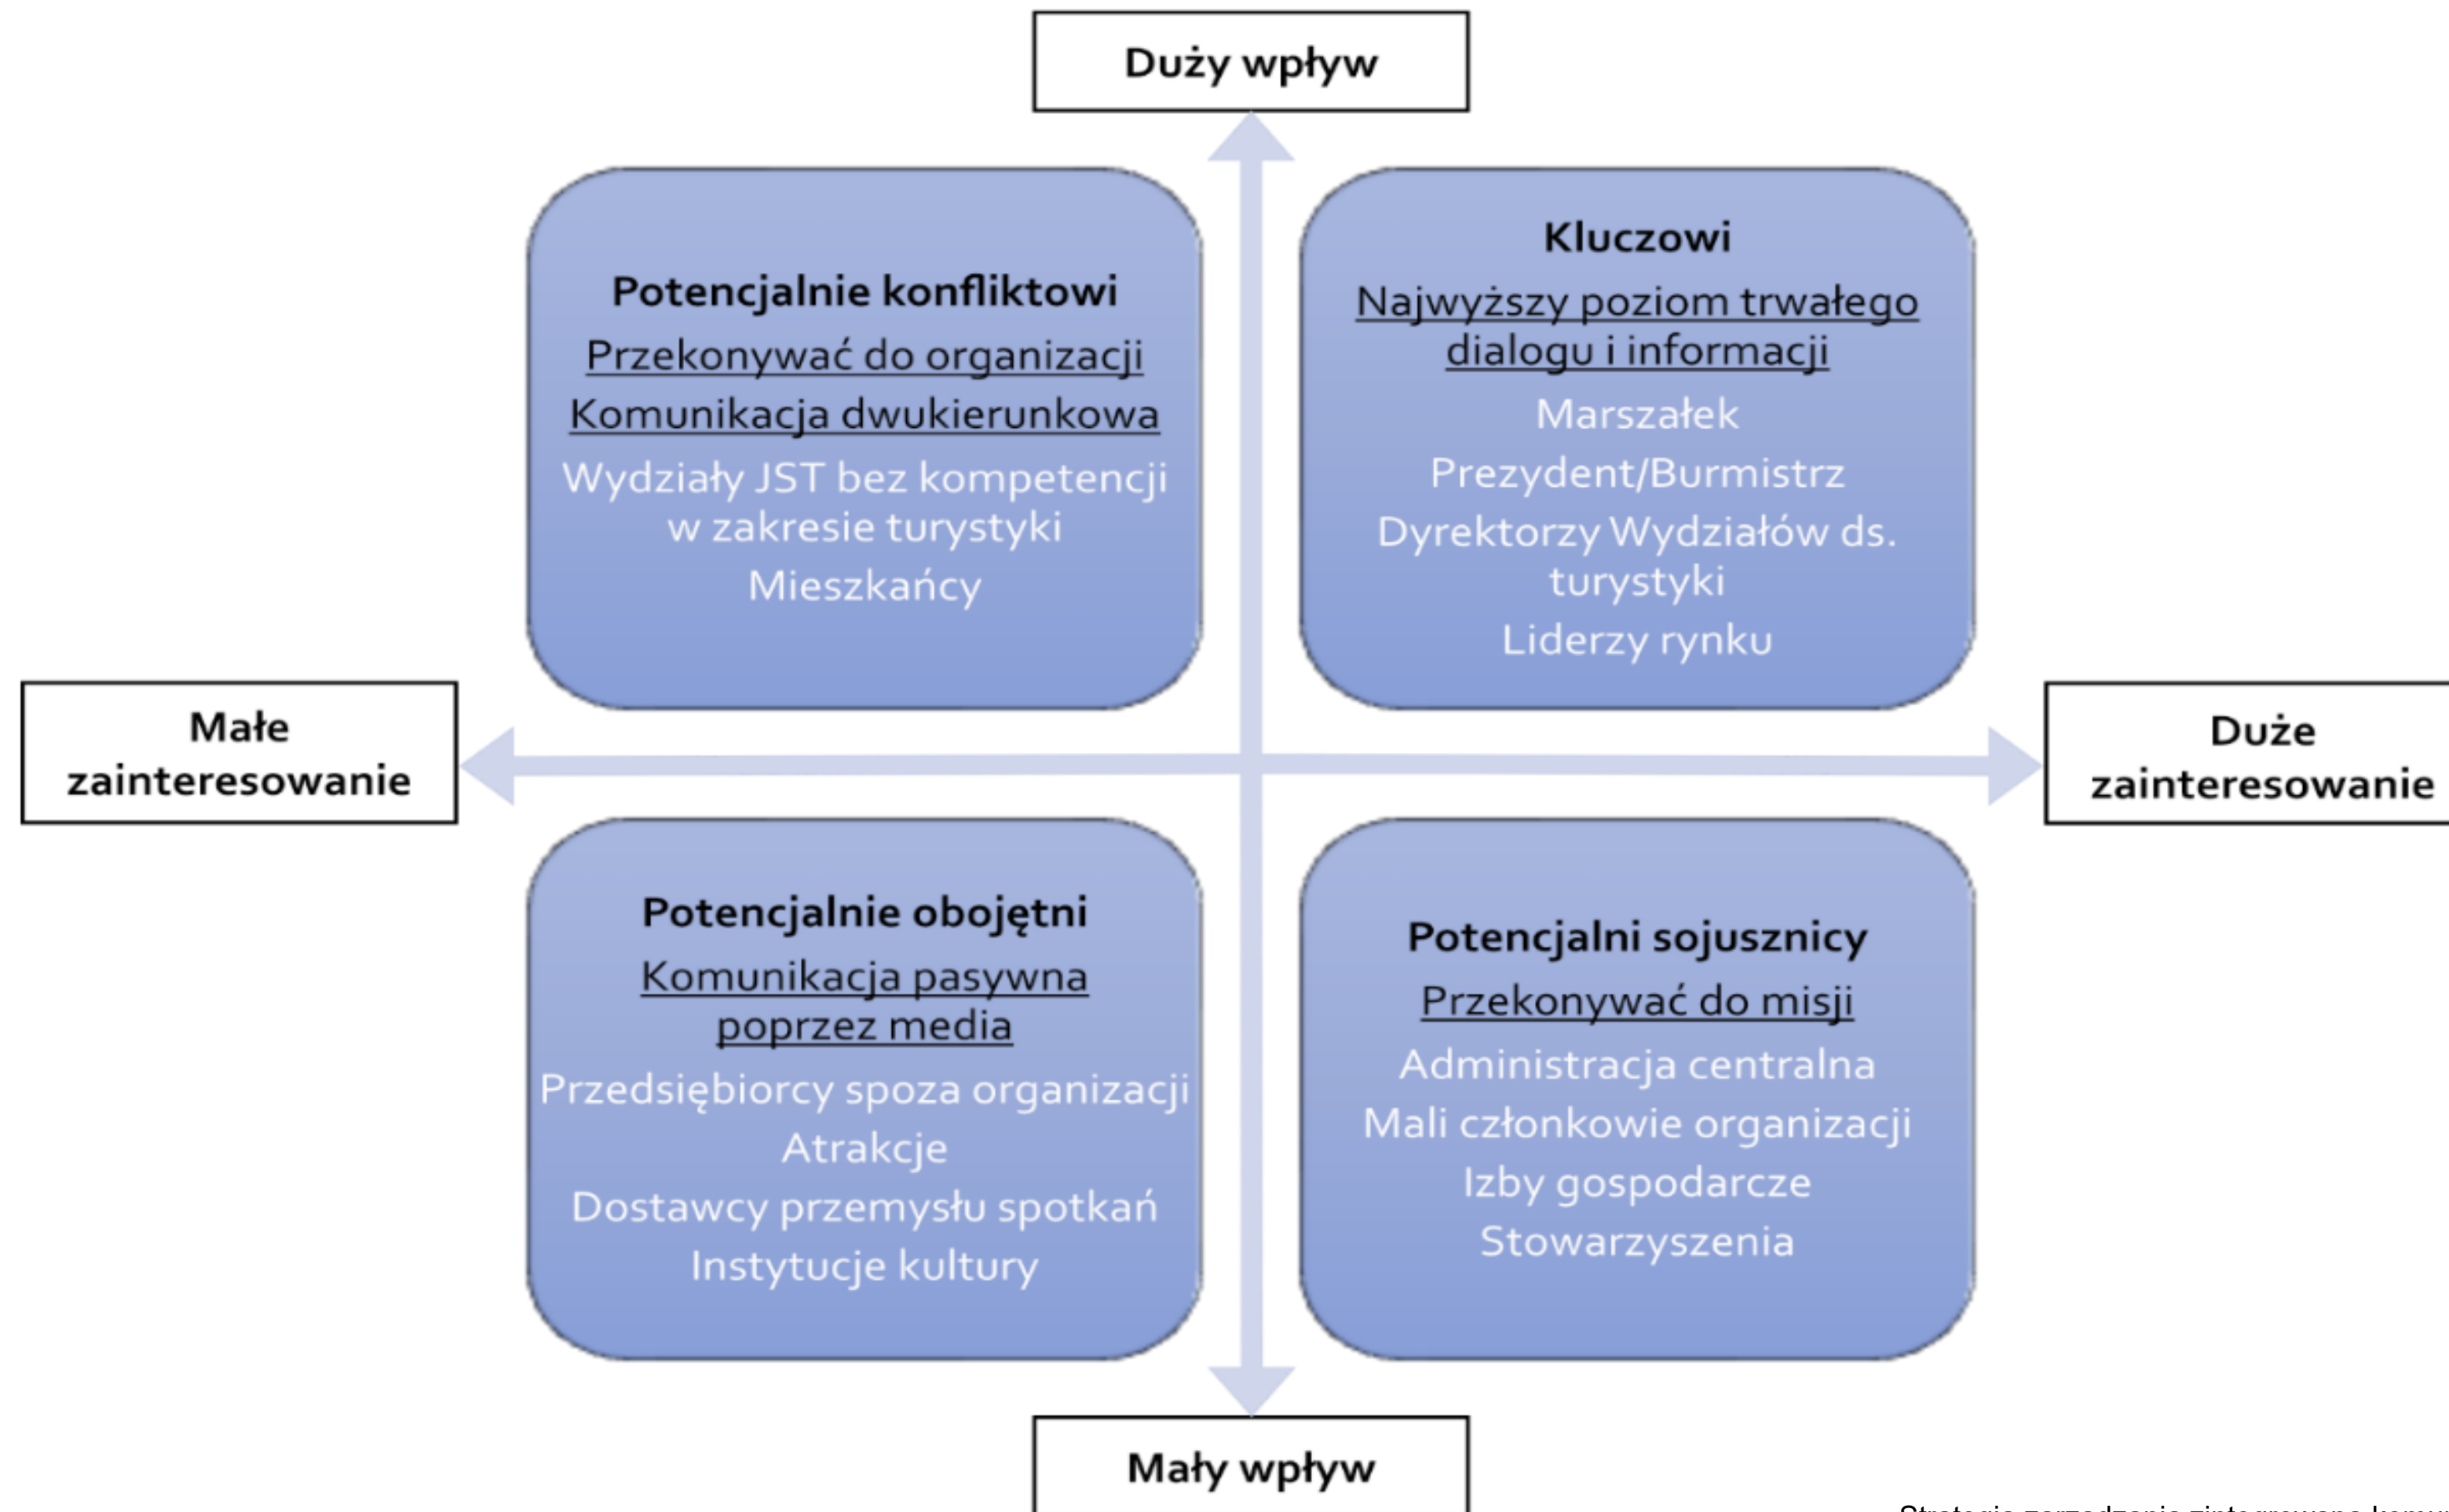 Duży wpływ
Potencjalnie konfliktowi
Przekonywać do organizacji
Komunikacja dwukierunkowa
Wydziały JST bez kompetencji
w zakresie turystyki
Mieszkańcy
Kluczowi
Najwyższy poziom trwałego
dialogu i informacji
Marszałek
Prezydent/Burmistrz
Dyrektorzy Wydziałów ds.
turystyki
Liderzy rynku
Małe
zainteresowanie
Duże
zainteresowanie
Potencjalnie obojętni
Komunikacja pasywna
poprzez media
Przedsiębiorcy spoza organizacji
Atrakcje
Dostawcy przemysłu spotkań
Instytucje kultury
Potencjalni sojusznicy
Przekonywać do misji
Administracja centralna
Mali członkowie organizacji
Izby gospodarcze
Stowarzyszenia
Mały wpływ